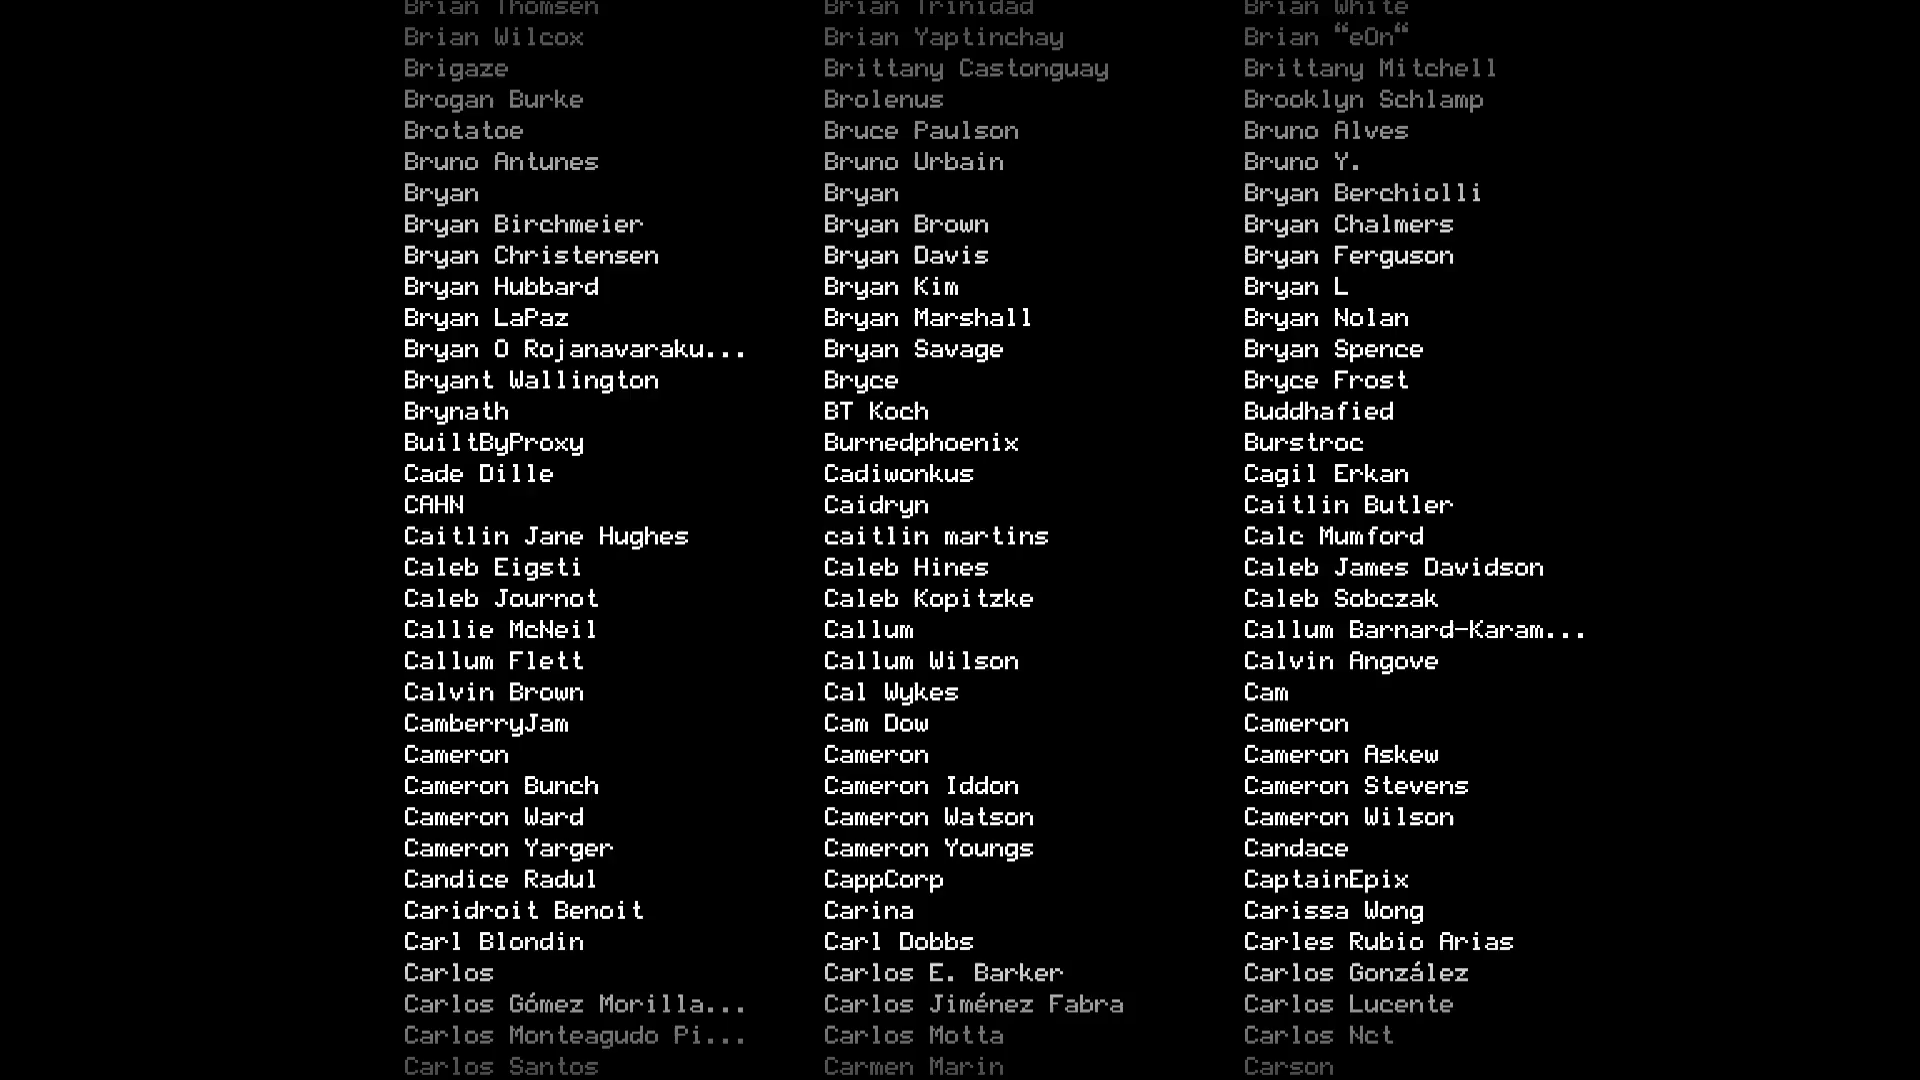 Brian Thomsen Brian Trinidad Brian White
Brian Wilcox Brian Yaptinchay Brian “eOn“
Brigaze Brittany Castonguay Brittany Mitchell
Brogan Burke Brolenus Brooklyn Schlamp
Brotatoe Bruce Paulson Bruno Alves
Bruno Antunes Bruno Urbain Bruno Y.
Bryan Bryan Bryan Berchiolli
Bryan Birchmeier Bryan Brown Bryan Chalmers
Bryan Christensen Bryan Davis Bryan Ferguson
Bryan Hubbard Bryan Kim Bryan L
Bryan LaPaz Bryan Marshall Bryan Nolan
Bryan O Rojanavaraku... Bryan Savage Bryan Spence
Bryant Wallington Bryce Bryce Frost
Brynath BT Koch Buddhafied
BuiltByProxy Burnedphoenix Burstroc
Cade Dille Cadiwonkus Cagil Erkan
CAHN Caidryn Caitlin Butler
Caitlin Jane Hughes caitlin martins Calc Mumford
Caleb Eigsti Caleb Hines Caleb James Davidson
Caleb Journot Caleb Kopitzke Caleb Sobczak
Callie McNeil Callum Callum Barnard-Karam...
Callum Flett Callum Wilson Calvin Angove
Calvin Brown Cal Wykes Cam
CamberryJam Cam Dow Cameron
Cameron Cameron Cameron Askew
Cameron Bunch Cameron Iddon Cameron Stevens
Cameron Ward Cameron Watson Cameron Wilson
Cameron Yarger Cameron Youngs Candace
Candice Radul CappCorp CaptainEpix
Caridroit Benoit Carina Carissa Wong
Carl Blondin Carl Dobbs Carles Rubio Arias
Carlos Carlos E. Barker Carlos González
Carlos Gómez Morilla... Carlos Jiménez Fabra Carlos Lucente
Carlos Monteagudo Pi... Carlos Motta Carlos Nct
Carlos Santos Carmen Marin Carson